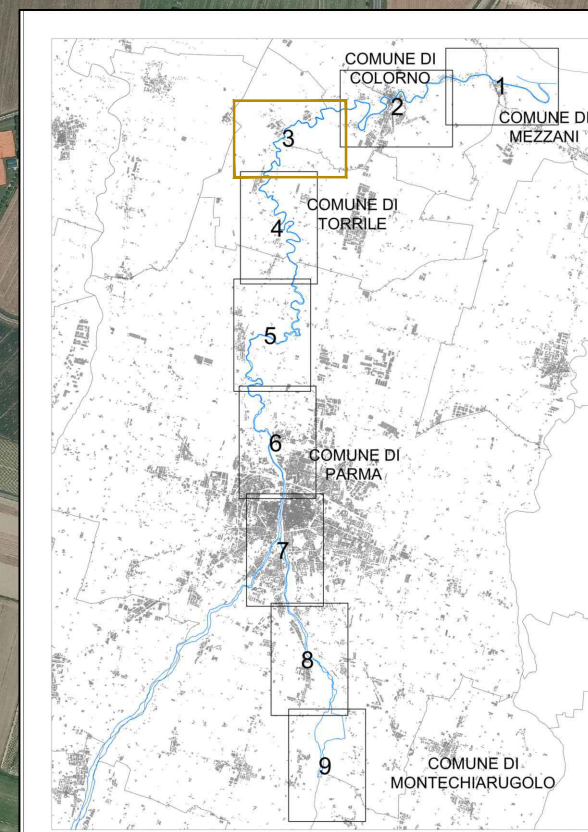 COMUNE DI
COLORNO
1
2
COMUNE DI
MEZZANI
3
COMUNE DI
TORRILE
4
5
6
COMUNE DI
PARMA
7
8
9
COMUNE DI
MONTECHIARUGOLO